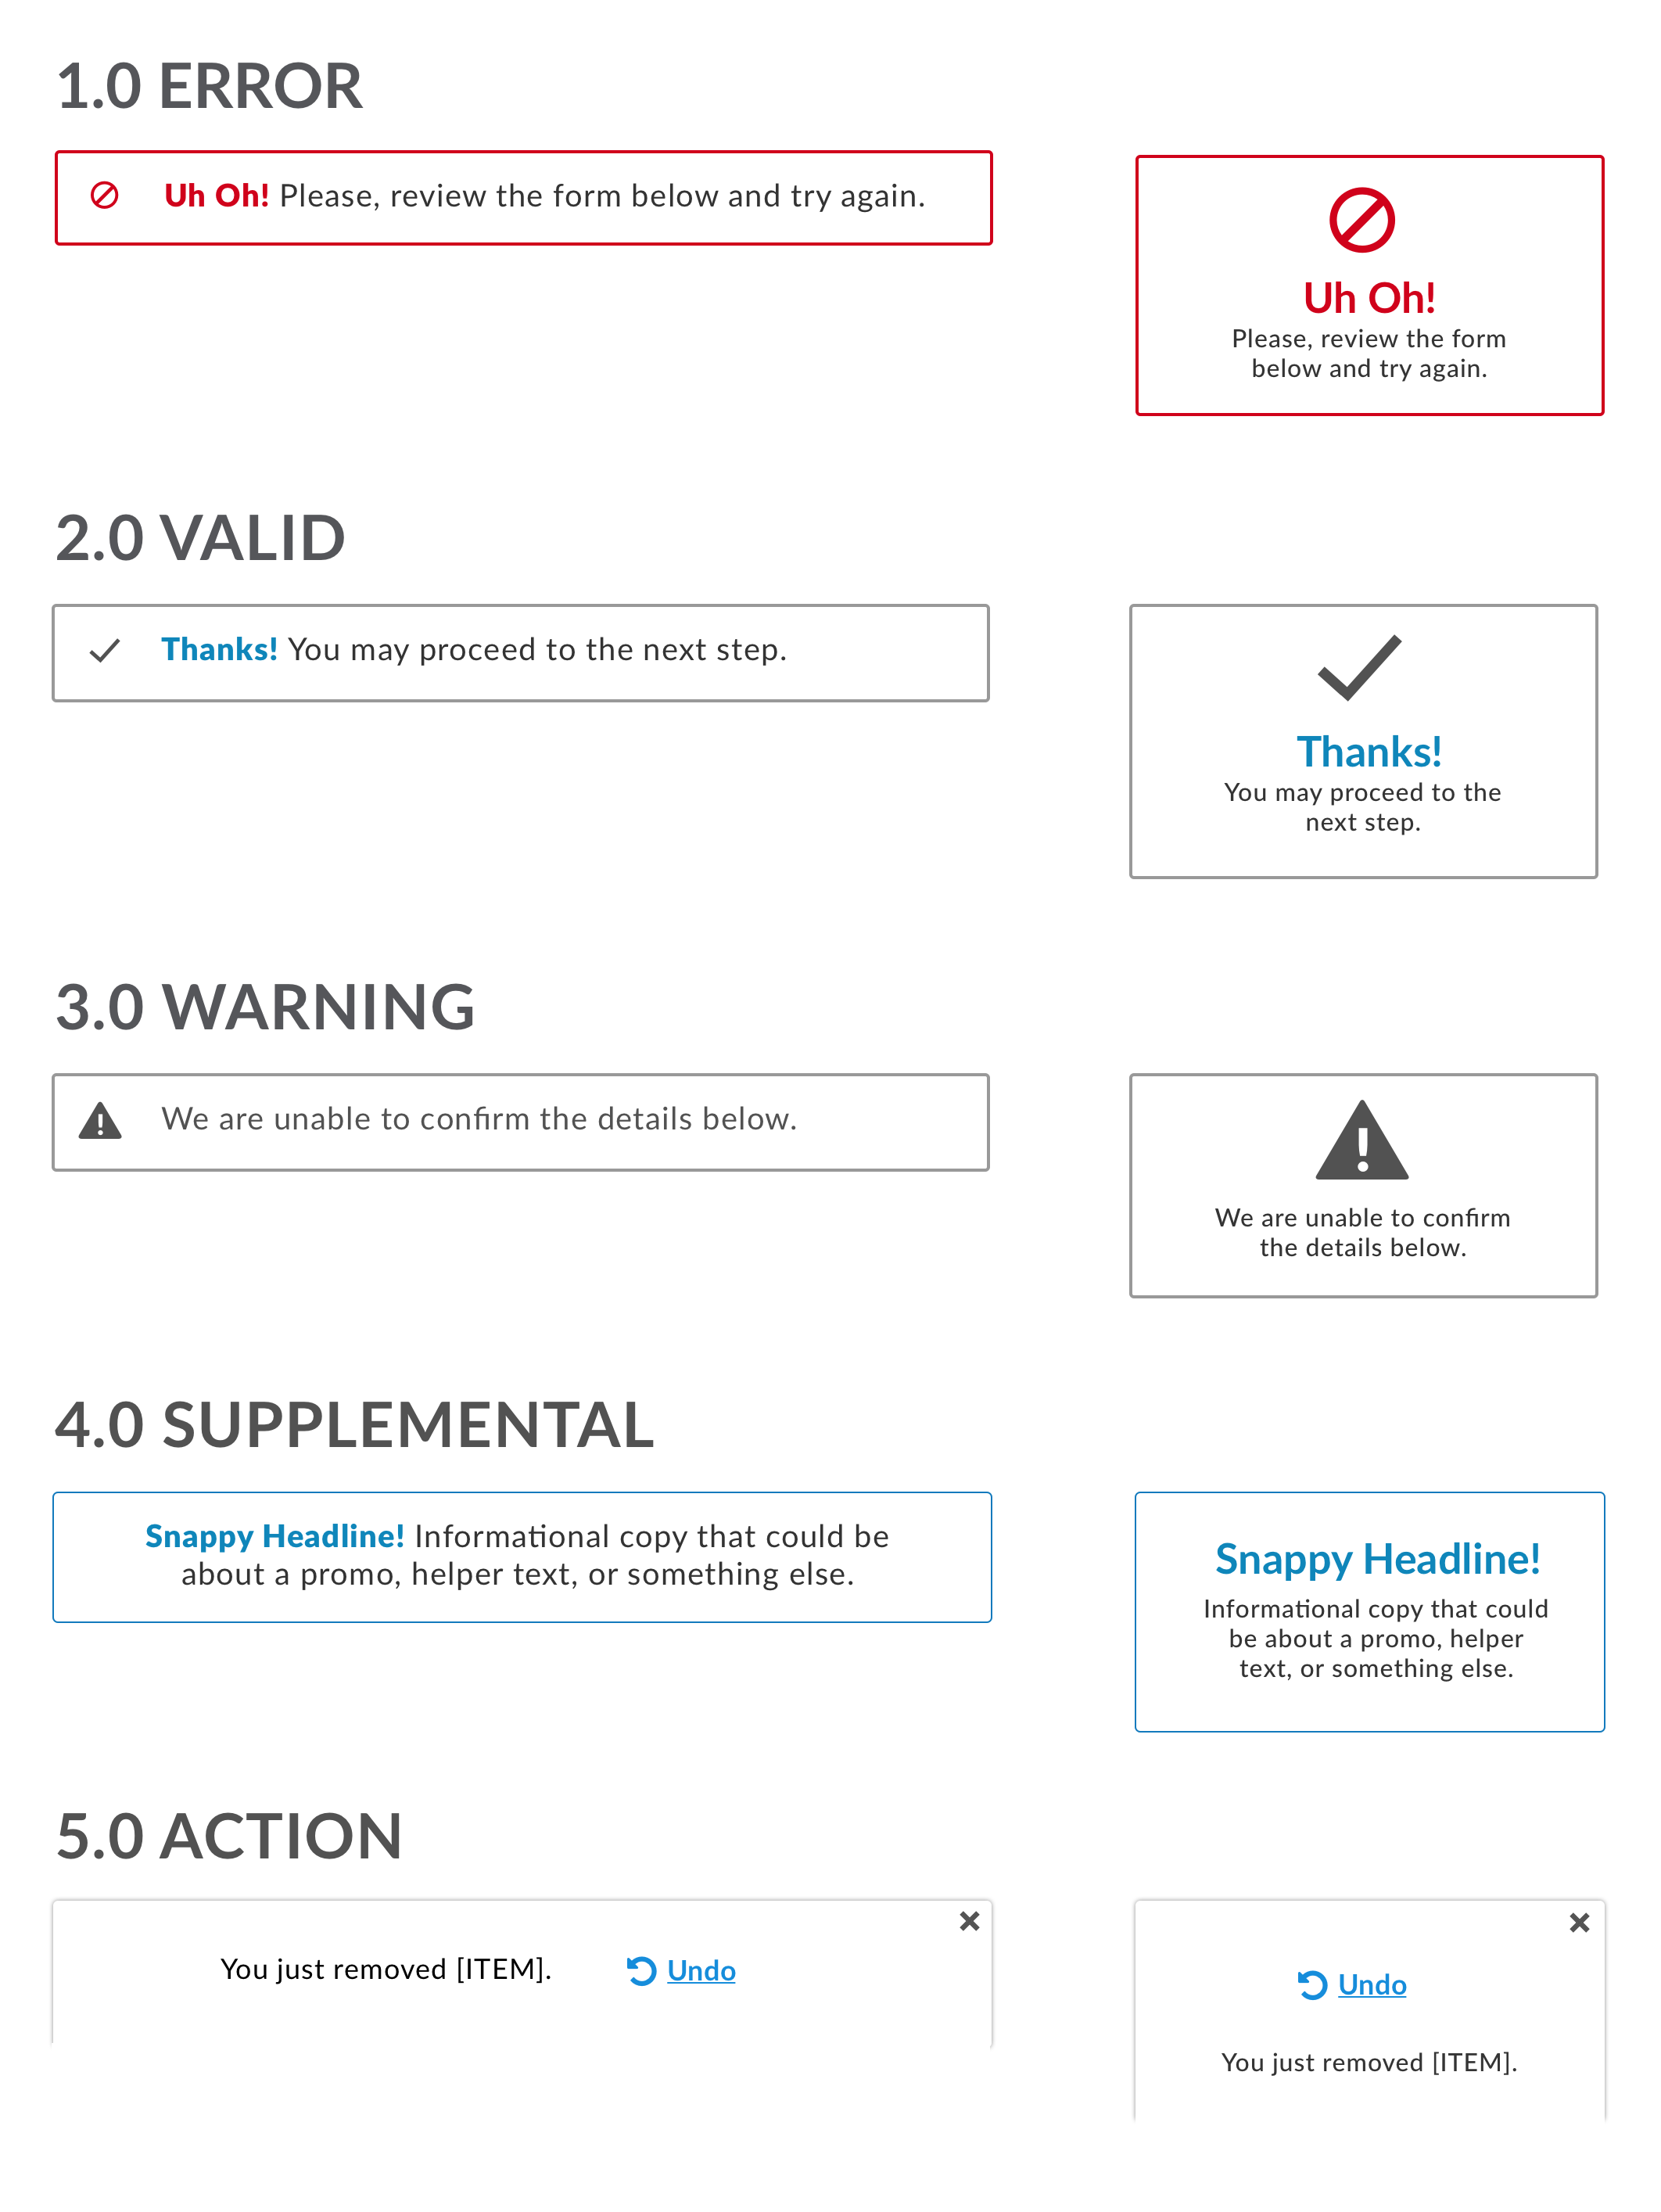 1.0 ERROR
Uh Oh! Please, review the form below and try again.
Uh Oh!
Please, review the form
below and try again.
2.0 VALID
Thanks! You may proceed to the next step.
Thanks!
You may proceed to the
next step.
3.0 WARNING
We are unable to confirm the details below.
We are unable to confirm
the details below.
4.0 SUPPLEMENTAL
Snappy Headline! Informational copy that could be
about a promo, helper text, or something else.
Snappy Headline!
Informational copy that could
be about a promo, helper
text, or something else.
5.0 ACTION
You just removed [ITEM]. Undo
Undo
You just removed [ITEM].